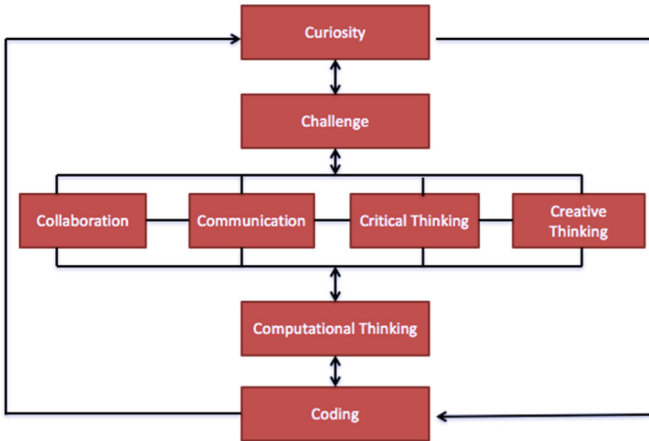 Curiosity
Challenge
Collaboration
Communication
Critical Thinking
Creative
Thinking
Computational Thinking
Coding